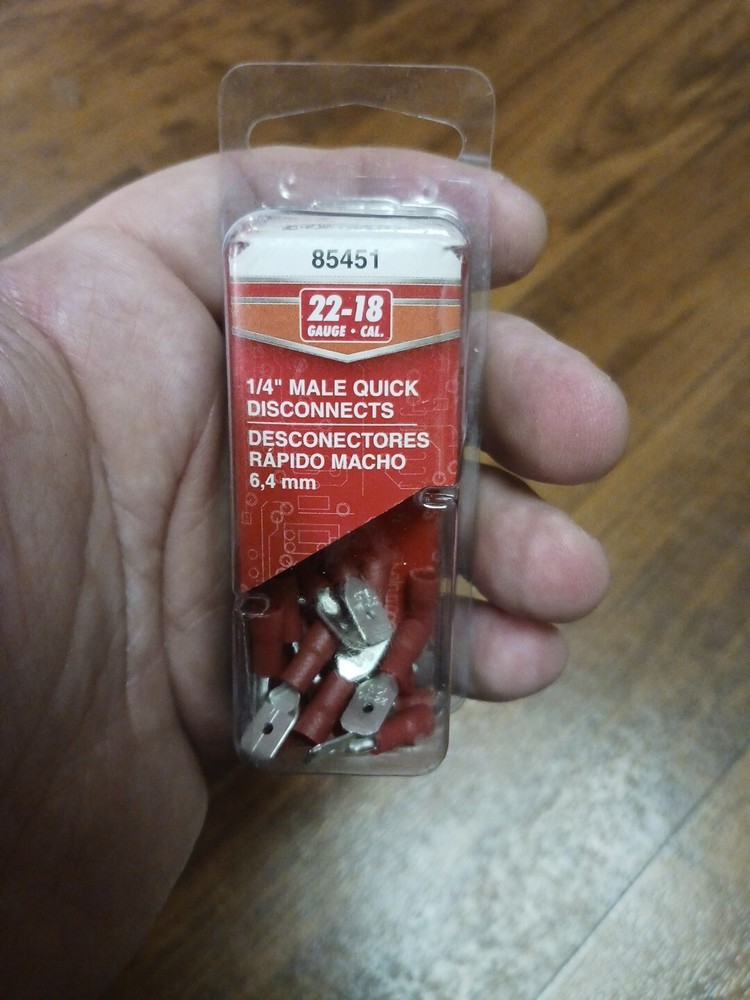 85451
22-18
GAUGE • CAL.
1/4" MALE QUICK
DISCONNECTS
DESCONECTORES
RÁPIDO MACHO
6,4 mm